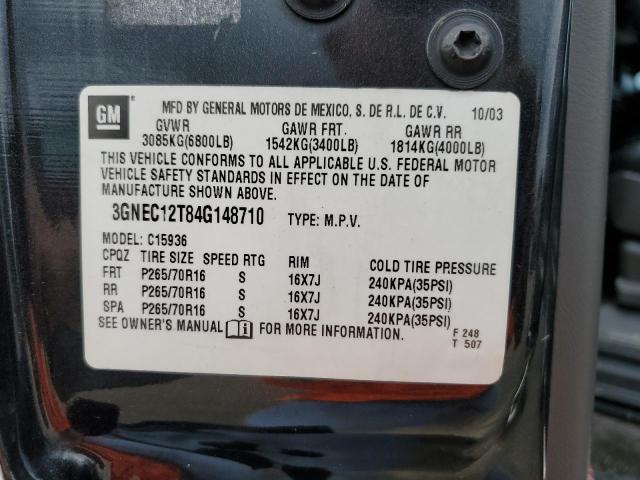 GM
MFD BY GENERAL MOTORS DE MEXICO, S. DE R.L. DE C.V. 10/03
GVWR GAWR FRT. GAWR RR
3085KG(6800LB) 1542KG(3400LB) 1814KG(4000LB)
THIS VEHICLE CONFORMS TO ALL APPLICABLE U.S. FEDERAL MOTOR
VEHICLE SAFETY STANDARDS IN EFFECT ON THE DATE OF
MANUFACTURE SHOWN ABOVE.
3GNEC12T84G148710 TYPE: M.P.V.
MODEL: C15936
CPQZ TIRE SIZE SPEED RTG RIM COLD TIRE PRESSURE
FRT P265/70R16 S 16X7J 240KPA(35PSI)
RR P265/70R16 S 16X7J 240KPA(35PSI)
SPA P265/70R16 S 16X7J 240KPA(35PSI)
SEE OWNER'S MANUAL FOR MORE INFORMATION.
F 248
T 507